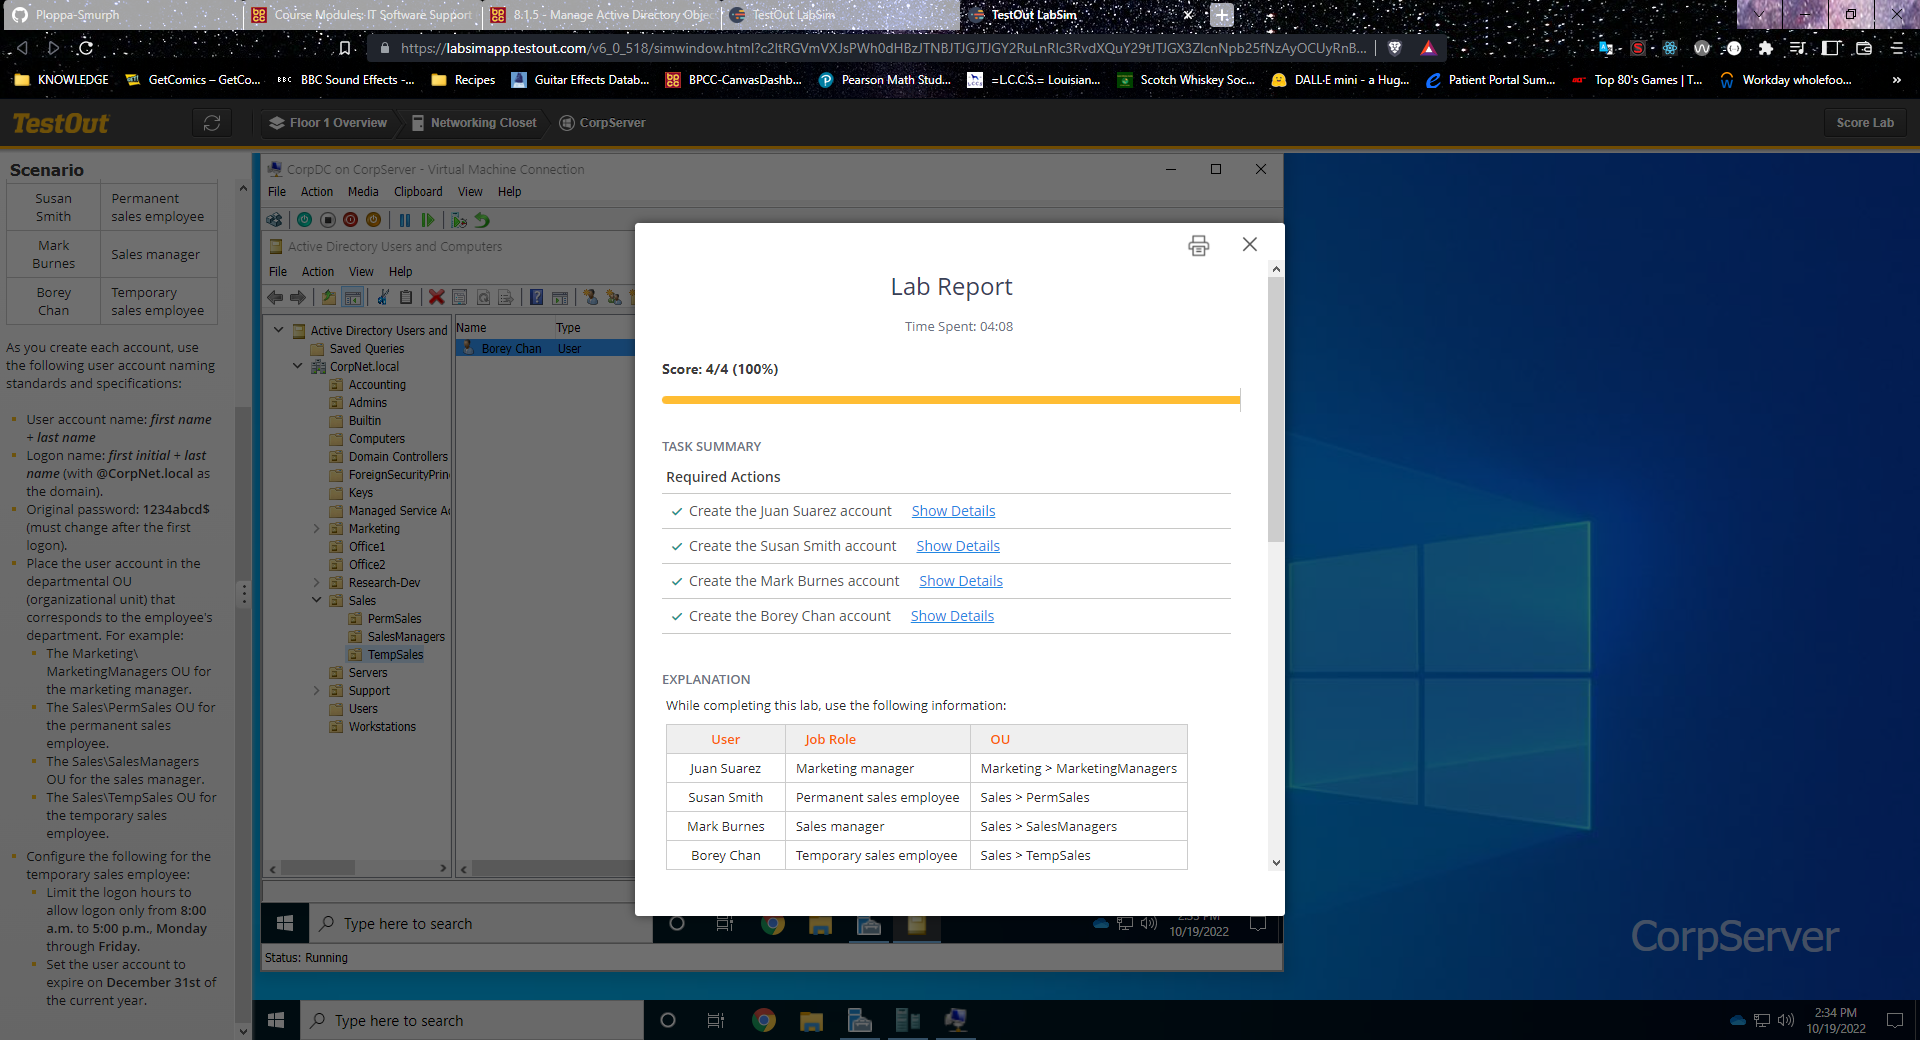 Ploppa-Smurph
Course Modules: IT Software Support
8.1.5 - Manage Active Directory Objec
TestOut LabSim
TestOut LabSim
https://labsimapp.testout.com/v6_0_518/simwindow.html?c2ltRGVmVXJsPWh0dHBzJTNBJTJGJTJGY2RuLnRlc3RvdXQuY29tJTJGX3ZlcnNpb25fNzAyOCUyRnB...
KNOWLEDGE
GetComics – GetCo...
BBC
BBC Sound Effects -...
Recipes
Guitar Effects Datab...
BPCC-CanvasDashb...
Pearson Math Stud...
=L.C.C.S.= Louisian...
Scotch Whiskey Soc...
DALL·E mini - a Hug...
Patient Portal Sum...
Top 80's Games | T...
Workday wholefoo...
»
TestOut
Floor 1 Overview
Networking Closet
CorpServer
Score Lab
Scenario
Susan Smith
Permanent sales employee
Mark Burnes
Sales manager
Borey Chan
Temporary sales employee
As you create each account, use
the following user account naming
standards and specifications:
User account name: first name
+ last name
Logon name: first initial + last
name (with @CorpNet.local as
the domain).
Original password: 1234abcd$
(must change after the first
logon).
Place the user account in the
departmental OU
(organizational unit) that
corresponds to the employee's
department. For example:
The Marketing\
MarketingManagers OU for
the marketing manager.
The Sales\PermSales OU for
the permanent sales
employee.
The Sales\SalesManagers
OU for the sales manager.
The Sales\TempSales OU for
the temporary sales
employee.
Configure the following for the
temporary sales employee:
Limit the logon hours to
allow logon only from 8:00
a.m. to 5:00 p.m., Monday
through Friday.
Set the user account to
expire on December 31st of
the current year.
CorpDC on CorpServer - Virtual Machine Connection
File Action Media Clipboard View Help
Active Directory Users and Computers
File Action View Help
Active Directory Users and
Saved Queries
CorpNet.local
Accounting
Admins
Builtin
Computers
Domain Controllers
ForeignSecurityPrin
Keys
Managed Service Ac
Marketing
Office1
Office2
Research-Dev
Sales
PermSales
SalesManagers
TempSales
Servers
Support
Users
Workstations
Name Type
Borey Chan User
Lab Report
Time Spent: 04:08
Score: 4/4 (100%)
TASK SUMMARY
Required Actions
Create the Juan Suarez account Show Details
Create the Susan Smith account Show Details
Create the Mark Burnes account Show Details
Create the Borey Chan account Show Details
EXPLANATION
While completing this lab, use the following information:
User Job Role OU
Juan Suarez Marketing manager Marketing > MarketingManagers
Susan Smith Permanent sales employee Sales > PermSales
Mark Burnes Sales manager Sales > SalesManagers
Borey Chan Temporary sales employee Sales > TempSales
Type here to search
10/19/2022
Status: Running
CorpServer
Type here to search
2:34 PM
10/19/2022